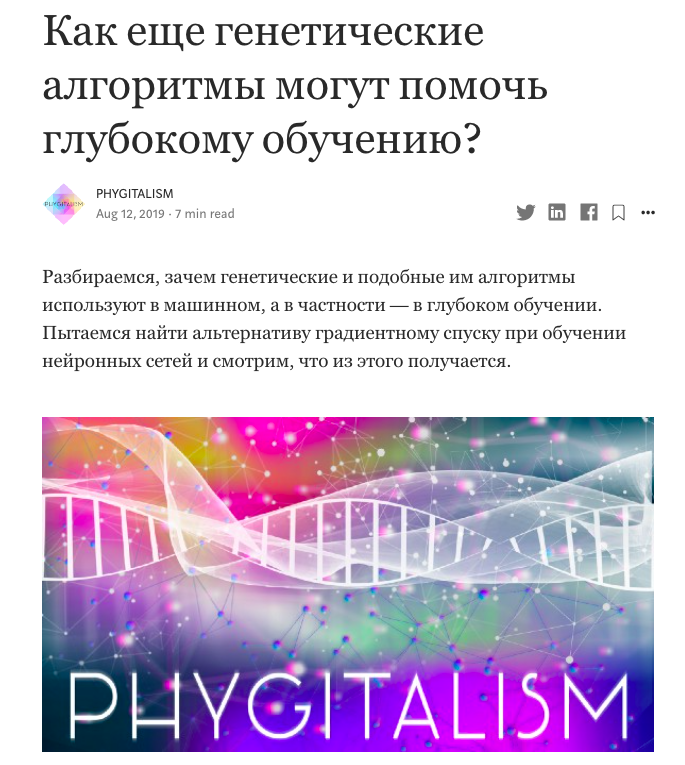 Как еще генетические
алгоритмы могут помочь
глубокому обучению?
PHYGITALISM
PHYGITALISM
Aug 12, 2019 · 7 min read
Разбираемся, зачем генетические и подобные им алгоритмы
используют в машинном, а в частности — в глубоком обучении.
Пытаемся найти альтернативу градиентному спуску при обучении
нейронных сетей и смотрим, что из этого получается.
PHYGITALISM